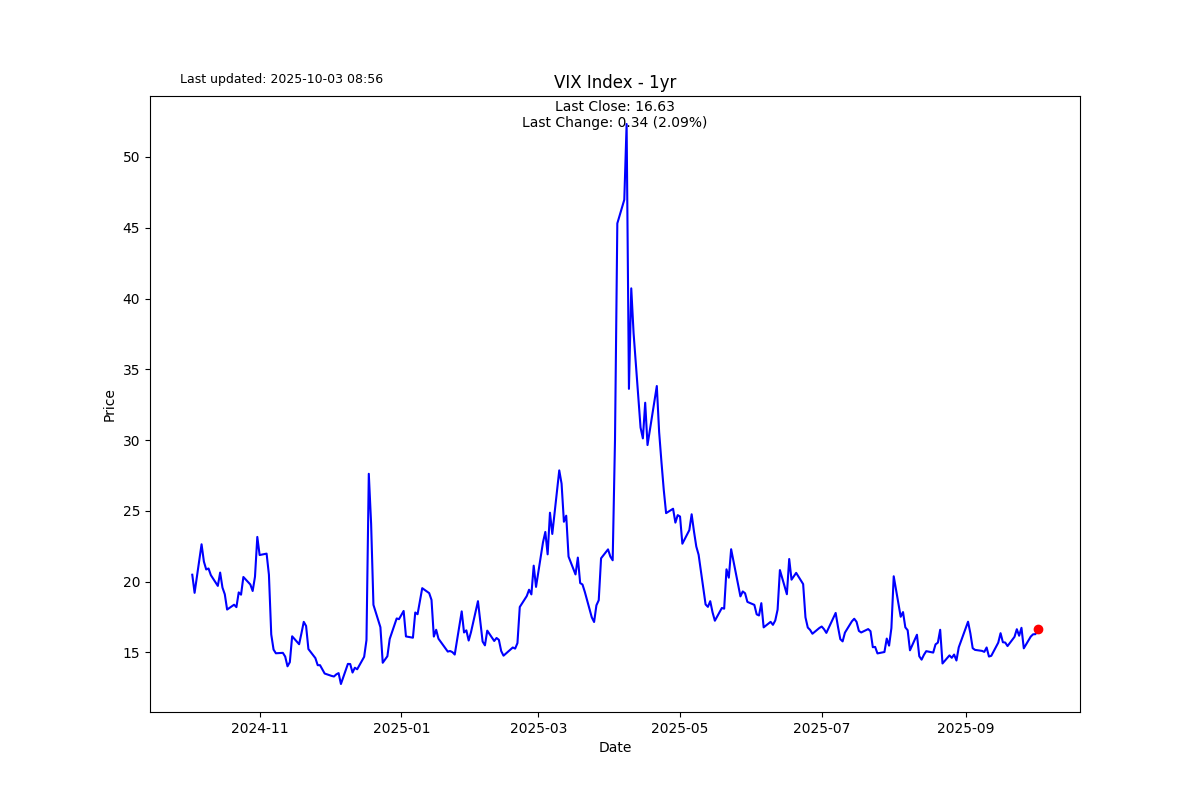 Last updated: 2025-10-03 08:56
VIX Index - 1yr
Last Close: 16.63
Last Change: 0.34 (2.09%)
Price
50
45
40
35
30
25
20
15
2024-11
2025-01
2025-03
2025-05
2025-07
2025-09
Date